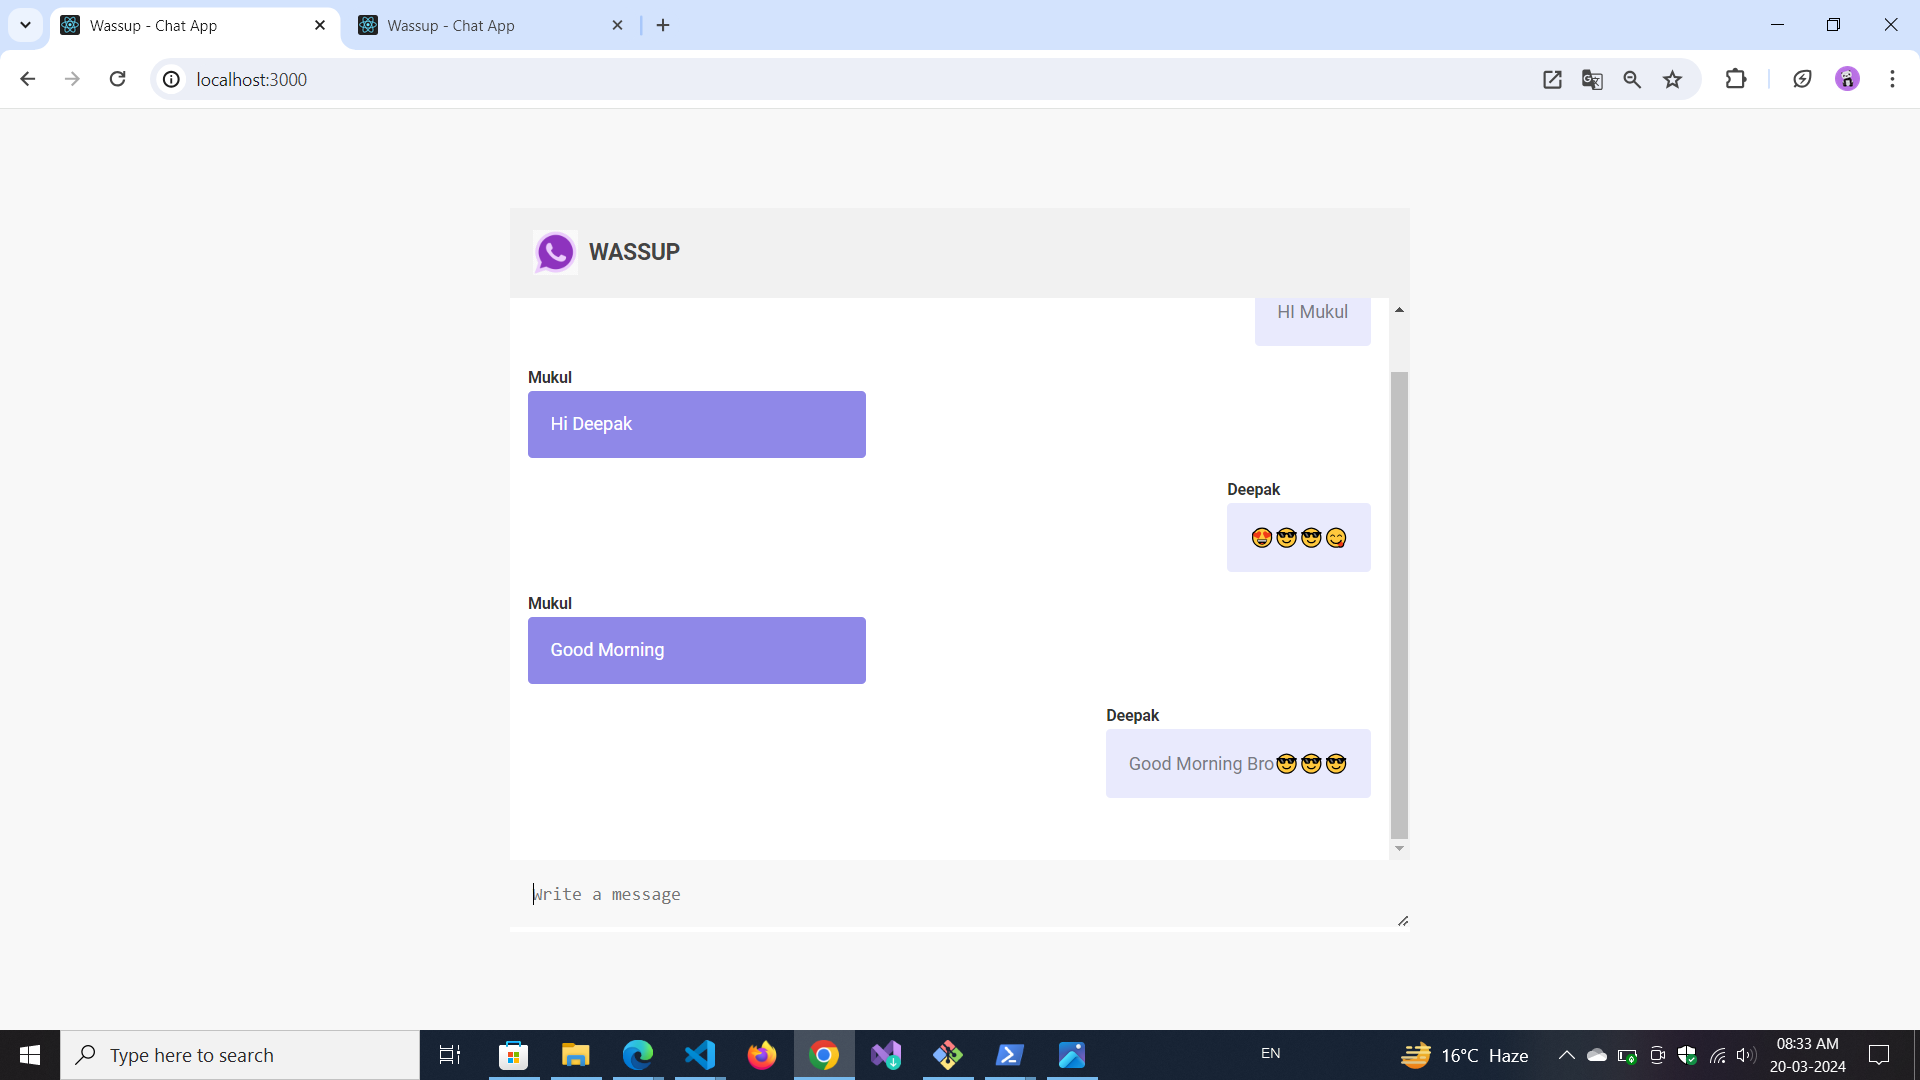 Wassup - Chat App
Wassup - Chat App
localhost:3000
WASSUP
HI Mukul
Mukul
Hi Deepak
Deepak
😍😎😎😋
Mukul
Good Morning
Deepak
Good Morning Bro😎😎😎
Write a message
Type here to search
EN
16°C Haze
08:33 AM
20-03-2024